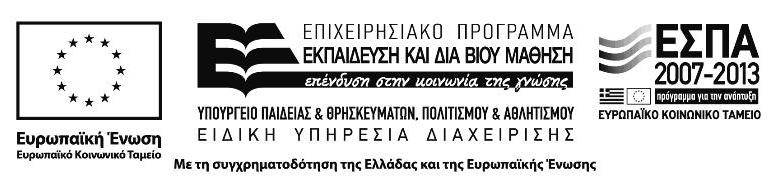 Ευρωπαϊκή Ένωση
Ευρωπαϊκό Κοινωνικό Ταμείο
ΕΠΙΧΕΙΡΗΣΙΑΚΟ ΠΡΟΓΡΑΜΜΑ
ΕΚΠΑΙΔΕΥΣΗ ΚΑΙ ΔΙΑ ΒΙΟΥ ΜΑΘΗΣΗ
επένδυση στην κοινωνία της γνώσης
ΥΠΟΥΡΓΕΙΟ ΠΑΙΔΕΙΑΣ & ΘΡΗΣΚΕΥΜΑΤΩΝ, ΠΟΛΙΤΙΣΜΟΥ & ΑΘΛΗΤΙΣΜΟΥ
ΕΙΔΙΚΗ ΥΠΗΡΕΣΙΑ ΔΙΑΧΕΙΡΙΣΗΣ
ΕΣΠΑ
2007-2013
πρόγραμμα για την ανάπτυξη
ΕΥΡΩΠΑΪΚΟ ΚΟΙΝΩΝΙΚΟ ΤΑΜΕΙΟ
Με τη συγχρηματοδότηση της Ελλάδας και της Ευρωπαϊκής Ένωσης